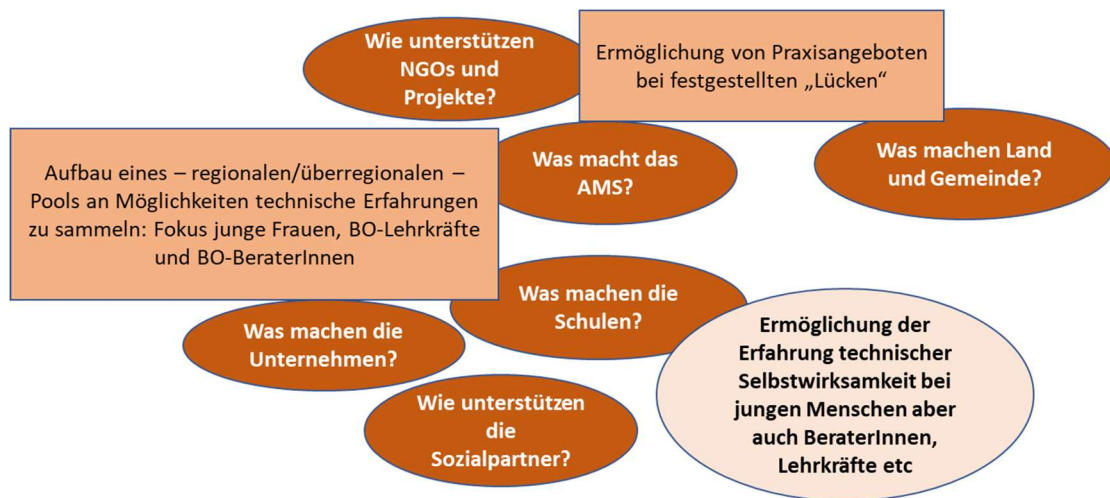 Wie unterstützen
NGOs und
Projekte?
Ermöglichung von Praxisangeboten
bei festgestellten „Lücken“
Was macht das
AMS?
Was machen Land
und Gemeinde?
Aufbau eines – regionalen/überregionalen –
Pools an Möglichkeiten technische Erfahrungen
zu sammeln: Fokus junge Frauen, BO-Lehrkräfte
und BO-BeraterInnen
Was machen die
Schulen?
Was machen die
Unternehmen?
Ermöglichung der
Erfahrung technischer
Selbstwirksamkeit bei
jungen Menschen aber
auch BeraterInnen,
Lehrkräfte etc
Wie unterstützen
die
Sozialpartner?